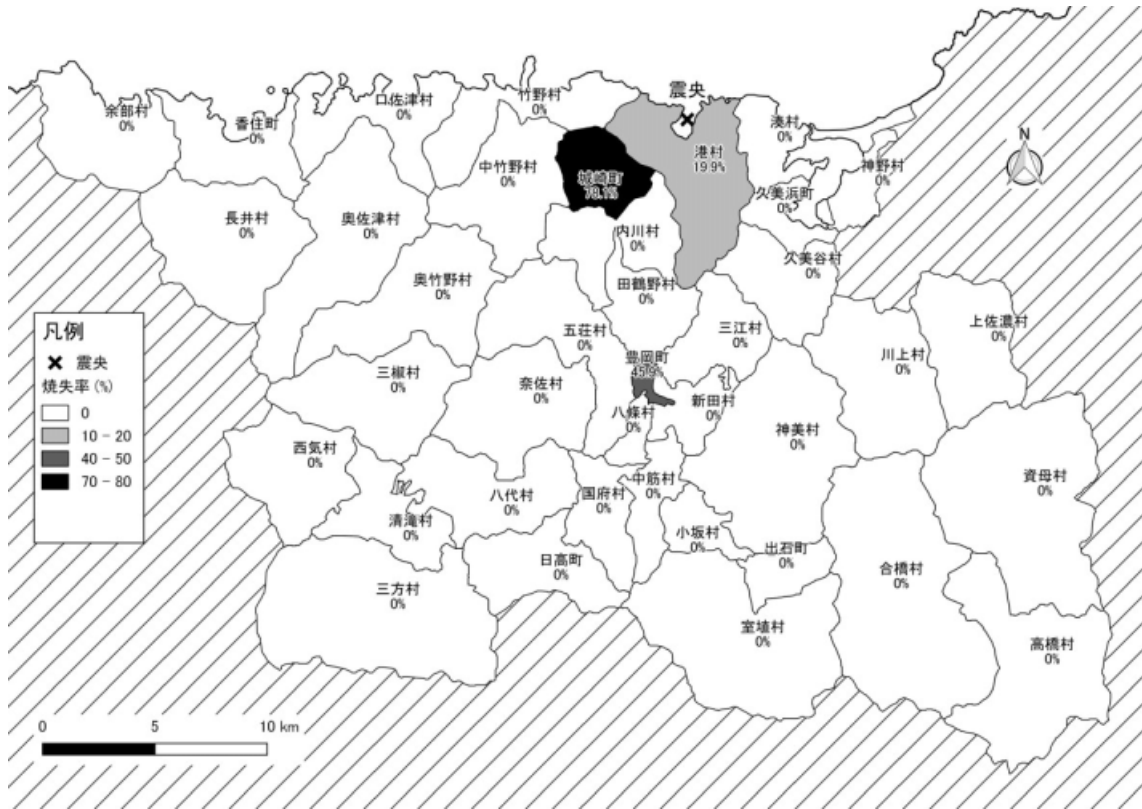 震央
余部村
0%
香住町
0%
口佐津村
0%
竹野村
0%
湊村
0%
神野村
0%
港村
19.9%
中竹野村
0%
城崎町
78.1%
久美浜町
0%
長井村
0%
奥佐津村
0%
内川村
0%
久美谷村
0%
奥竹野村
0%
田鶴野村
0%
五荘村
0%
三江村
0%
上佐濃村
0%
川上村
0%
豊岡町
45.9%
三椒村
0%
奈佐村
0%
新田村
0%
八條村
0%
神美村
0%
西気村
0%
資母村
0%
八代村
0%
国府村
0%
中筋村
0%
清滝村
0%
小坂村
0%
出石町
0%
日高町
0%
合橋村
0%
三方村
0%
室埴村
0%
高橋村
0%
N
凡例
震央
焼失率(%)
0
10 - 20
40 - 50
70 - 80
0 5 10 km